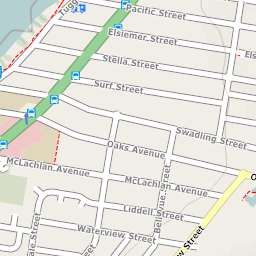 Pacific Street
Elsiemer Street
Stella Street
Surf Street
Swadling Street
Oaks Avenue
McLachlan Avenue
McLachlan Avenue
Liddell Street
Waterview Street